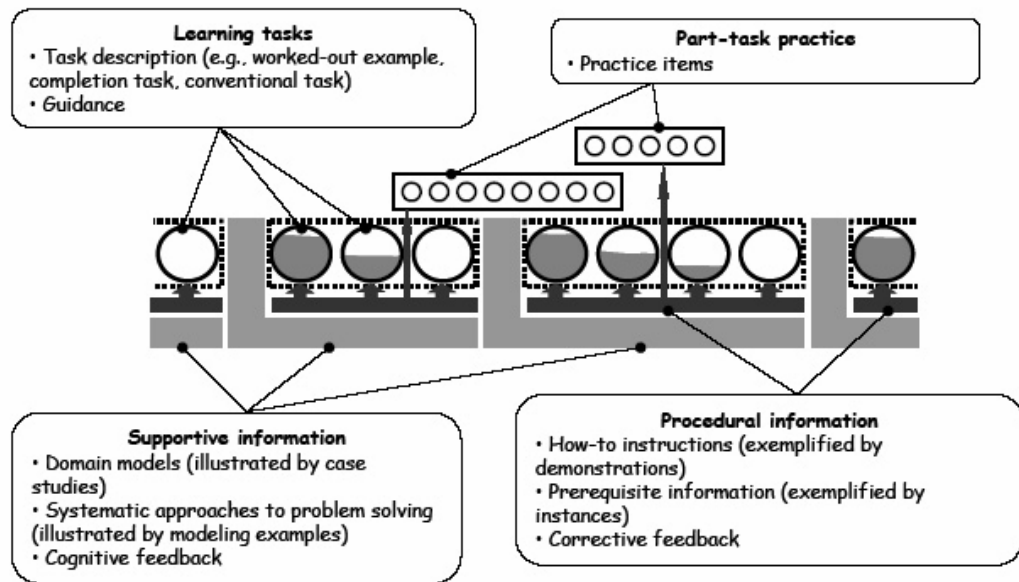 Learning tasks
• Task description (e.g., worked-out example,
completion task, conventional task)
• Guidance
Part-task practice
• Practice items
Supportive information
• Domain models (illustrated by case
studies)
• Systematic approaches to problem solving
(illustrated by modeling examples)
• Cognitive feedback
Procedural information
• How-to instructions (exemplified by
demonstrations)
• Prerequisite information (exemplified by
instances)
• Corrective feedback